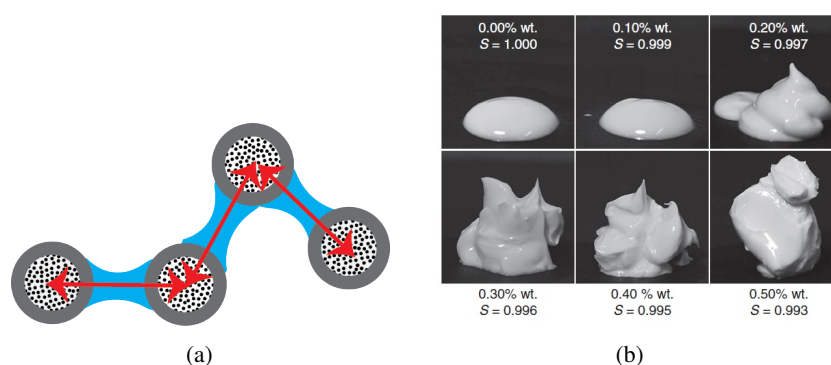 0.00% wt.
S = 1.000
0.10% wt.
S = 0.999
0.20% wt.
S = 0.997
0.30% wt.
S = 0.996
0.40 % wt.
S = 0.995
0.50% wt.
S = 0.993
(a)
(b)